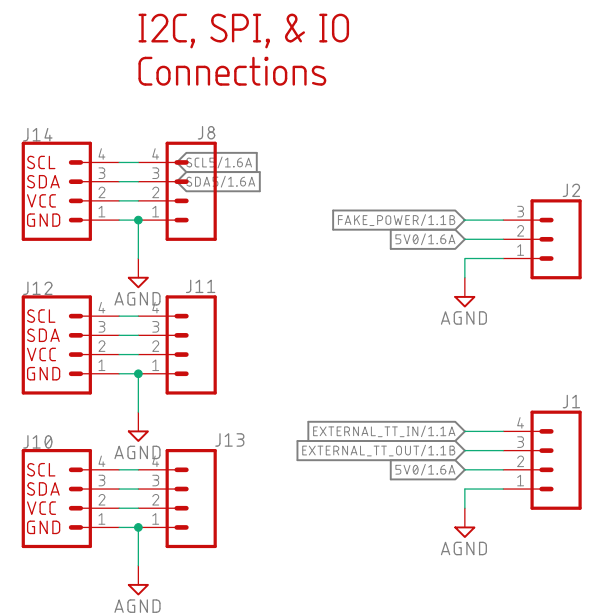 I2C, SPI, & IO
Connections
J14
J8
SCL 4 4 SCL5/1.6A
SDA 3 3 SDA5/1.6A
VCC 2 2
GND 1 1
AGND
J12
J11
SCL 4 4
SDA 3 3
VCC 2 2
GND 1 1
AGND
J10
J13
SCL 4 4
SDA 3 3
VCC 2 2
GND 1 1
AGND
J2
FAKE_POWER/1.1B 3
5V0/1.6A 2
1
AGND
J1
EXTERNAL_TT_IN/1.1A 4
EXTERNAL_TT_OUT/1.1B 3
5V0/1.6A 2
1
AGND